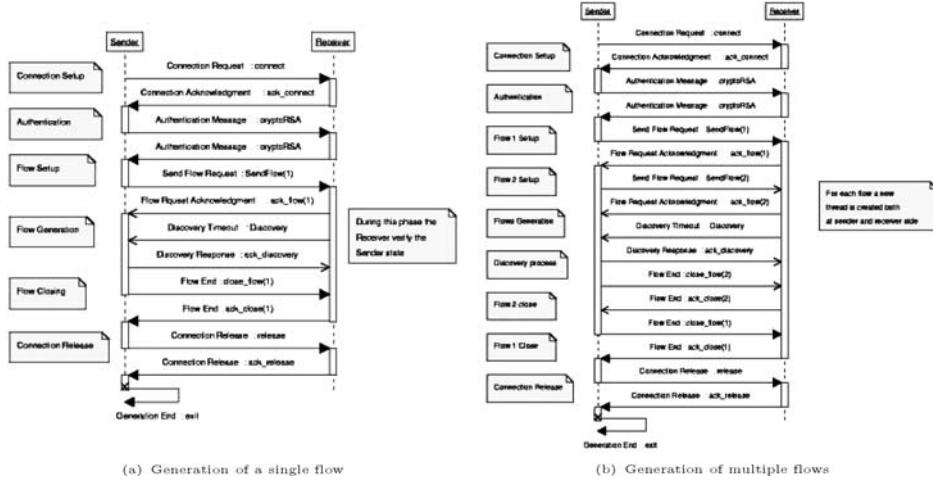 Sender
Receiver
Connection Setup
Connection Request : connect
Connection Acknowledgment : ack_connect
Authentication
Authentication Message : cryptoRSA
Authentication Message : cryptoRSA
Flow Setup
Send Flow Request : SendFlow(1)
Flow Rquest Acknowledgment : ack_flow(1)
Flow Generation
During this phase the
Receiver verify the
Sender state
Discovery Timeout : Discovery
Discovery Response : ack_discovery
Flow Closing
Flow End : close_flow(1)
Flow End : ack_close(1)
Connection Release
Connection Release : release
Connection Release : ack_release
Generation End : exit
(a) Generation of a single flow
Sender
Receiver
Connection Request : connect
Connection Setup
Connection Acknowledgment : ack_connect
Authentication Message : cryptoRSA
Authentication
Authentication Message : cryptoRSA
Send Flow Request : SendFlow(1)
Flow 1 Setup
Flow Request Acknowledgment : ack_flow(1)
Flow 2 Setup
Send Flow Request : SendFlow(2)
Flow Request Acknowledgment : ack_flow(2)
For each flow a new
thread is created both
at sender and receiver side
Flows Generation
Discovery Timeout : Discovery
Discovery Response : ack_discovery
Discovery process
Flow End : close_flow(2)
Flow End : ack_close(2)
Flow 2 close
Flow End : close_flow(1)
Flow 1 Close
Flow End : ack_close(1)
Connection Release : release
Connection Release
Connection Release : ack_release
Generation End : exit
(b) Generation of multiple flows